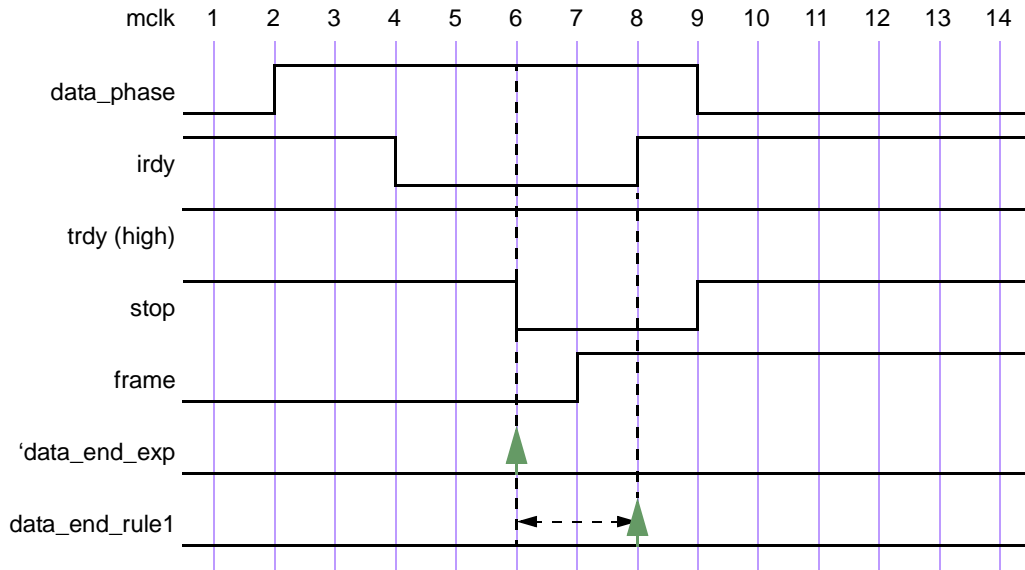 mclk 1 2 3 4 5 6 7 8 9 10 11 12 13 14
data_phase
irdy
trdy (high)
stop
frame
‘data_end_exp
data_end_rule1